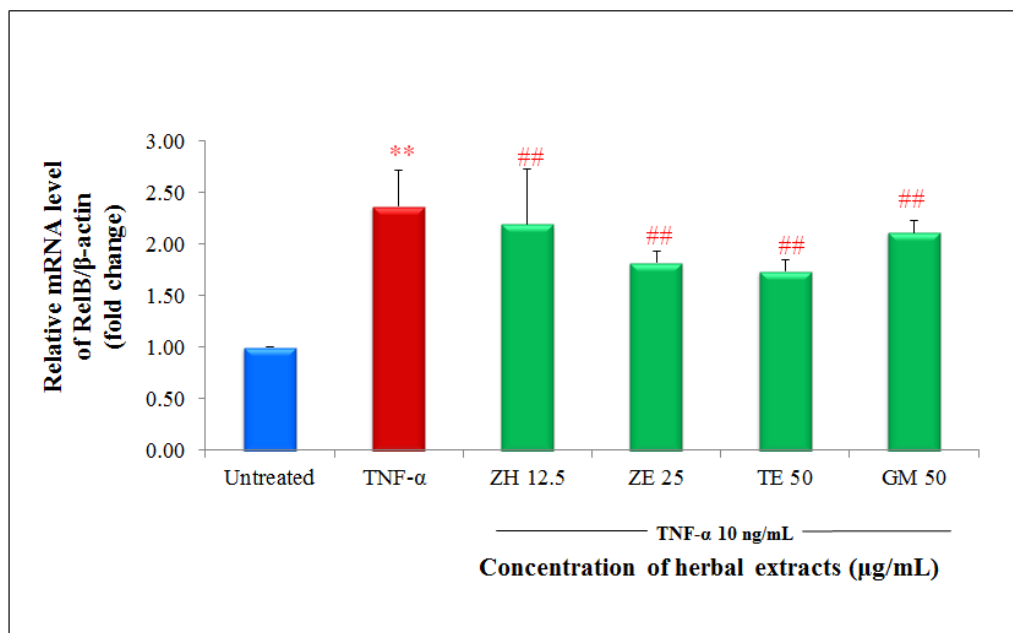 Relative mRNA level
of RelB/β-actin
(fold change)
3.00
2.50
2.00
1.50
1.00
0.50
0.00
**
##
##
##
##
Untreated
TNF-α
ZH 12.5
ZE 25
TE 50
GM 50
TNF-α 10 ng/mL
Concentration of herbal extracts (µg/mL)